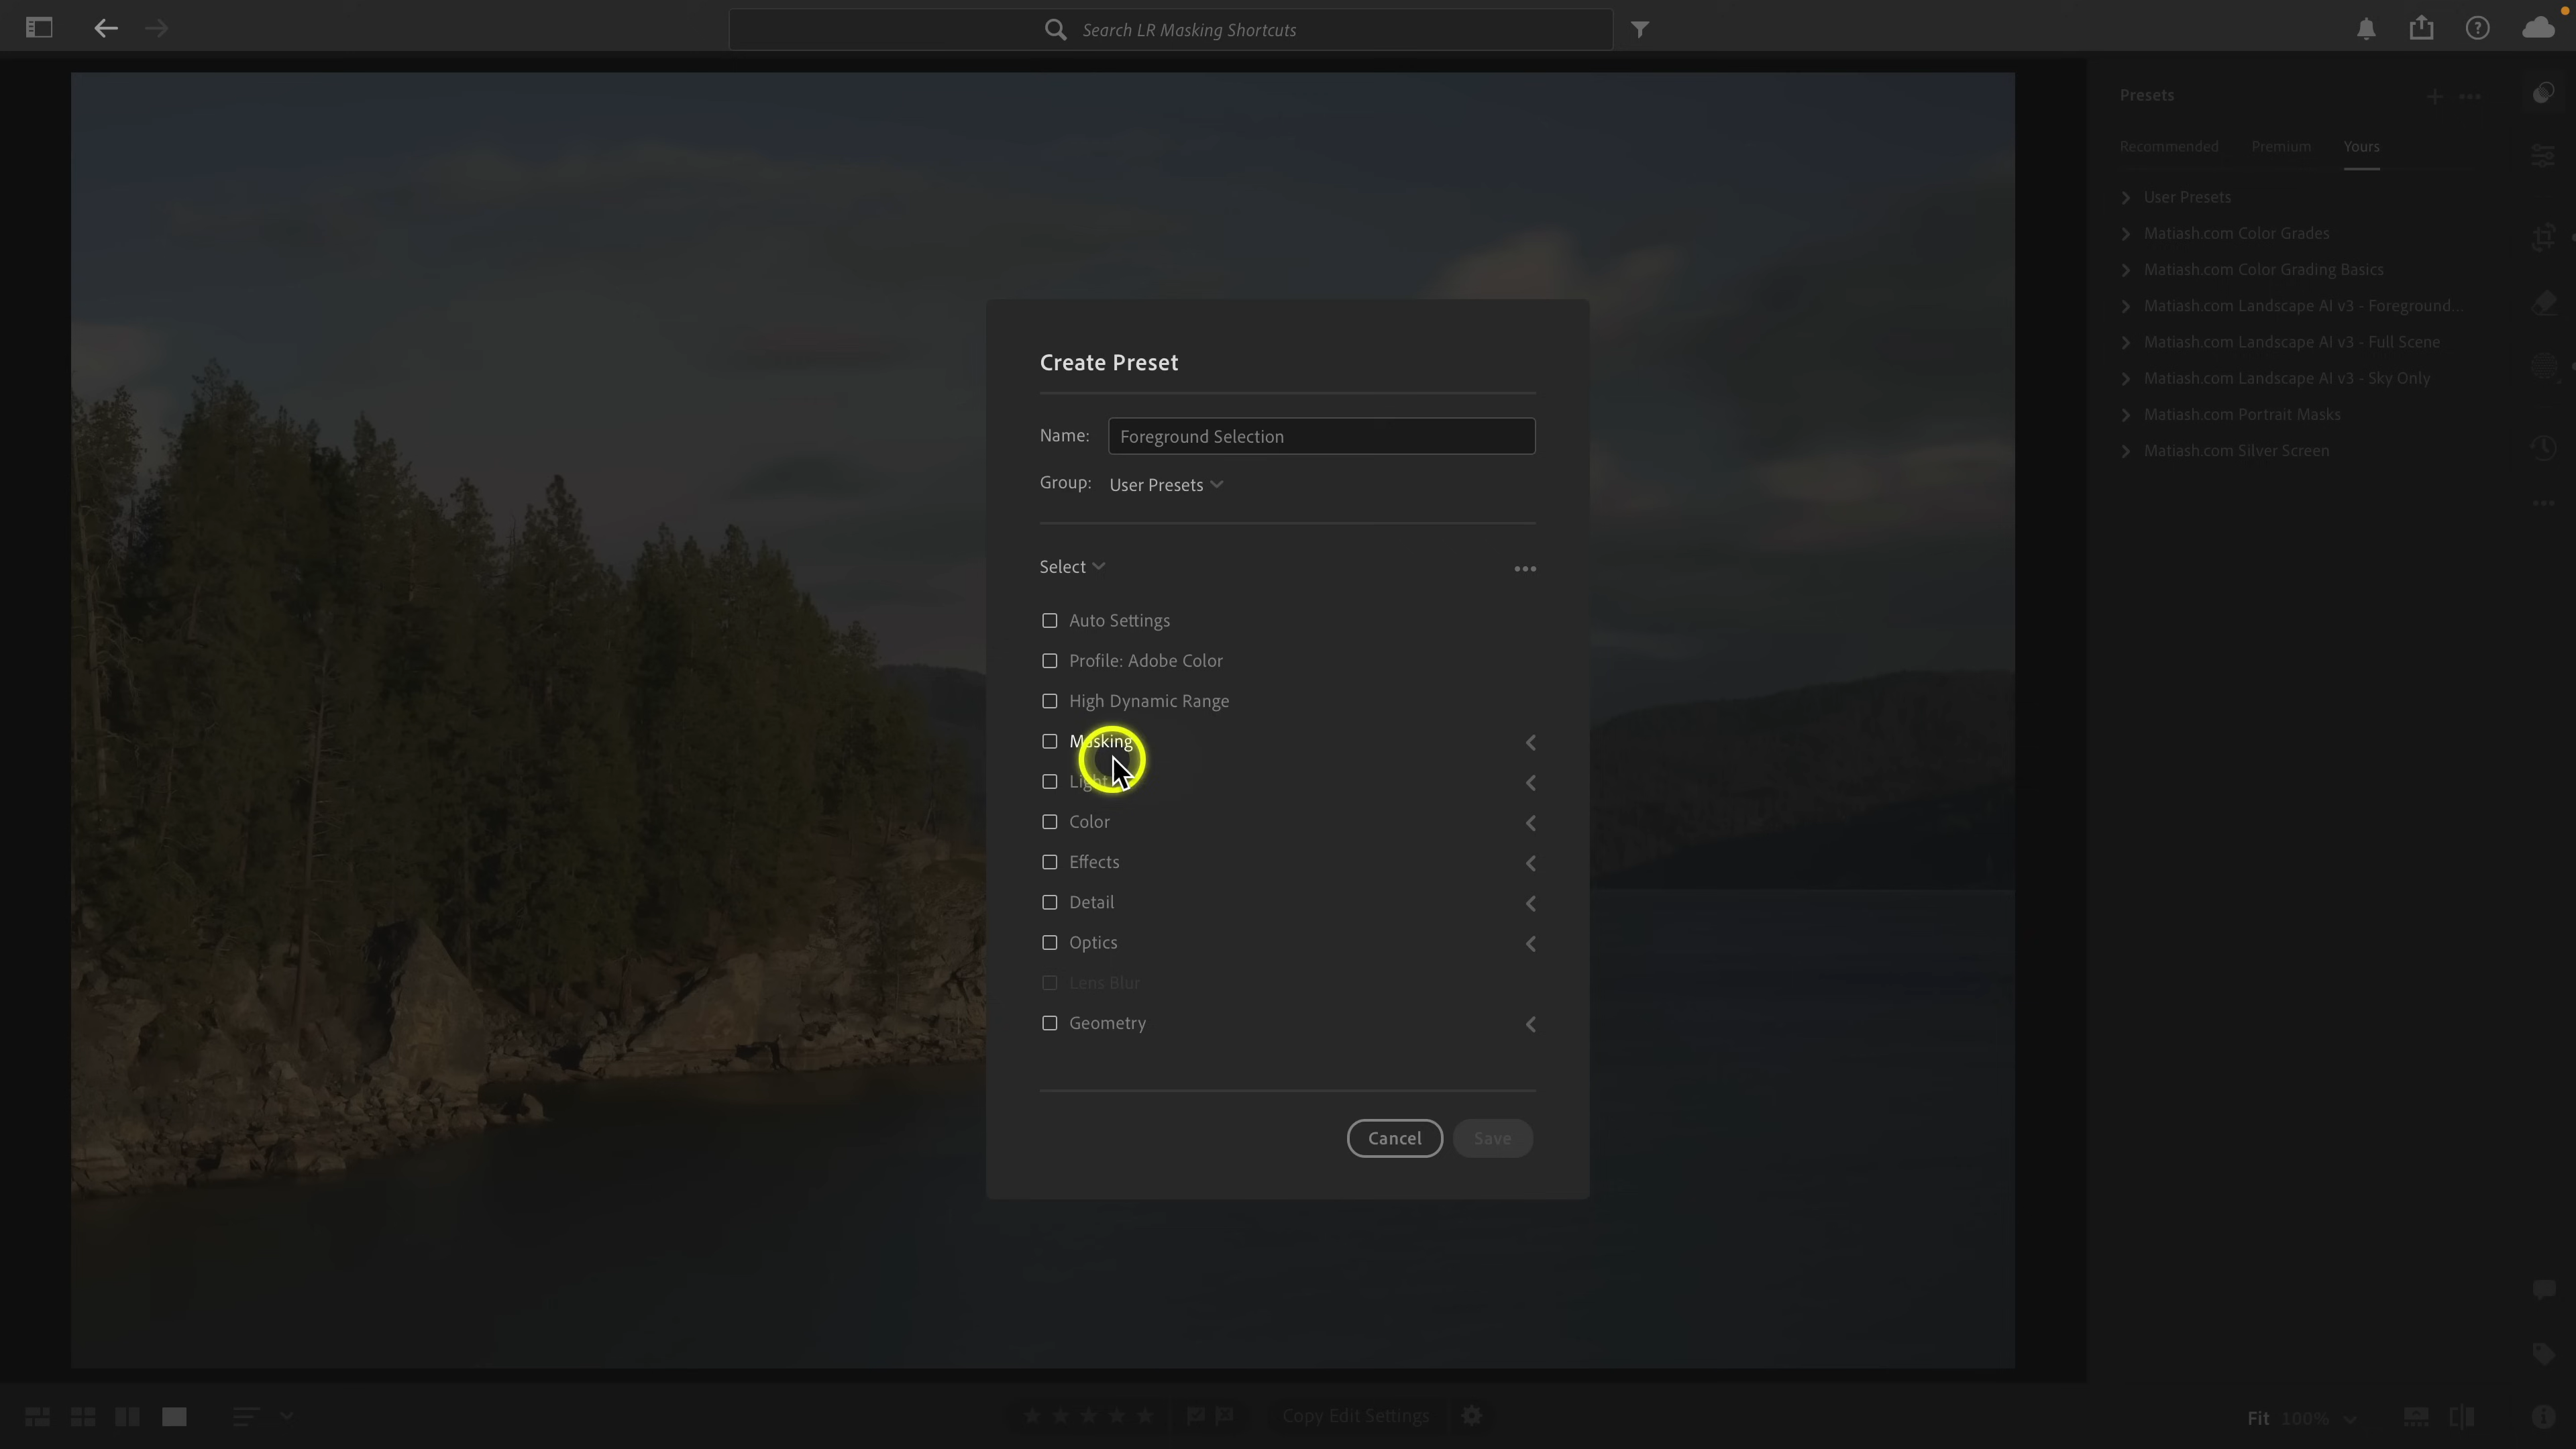 Search LR Masking Shortcuts
Presets
Recommended Premium Yours
User Presets
Matiash.com Color Grades
Matiash.com Color Grading Basics
Matiash.com Landscape AI v3 - Foreground...
Matiash.com Landscape AI v3 - Full Scene
Matiash.com Landscape AI v3 - Sky Only
Matiash.com Portrait Masks
Matiash.com Silver Screen
Create Preset
Name: Foreground Selection
Group: User Presets
Select
Auto Settings
Profile: Adobe Color
High Dynamic Range
Masking
Light
Color
Effects
Detail
Optics
Lens Blur
Geometry
Cancel Save
Copy Edit Settings
Fit 100%